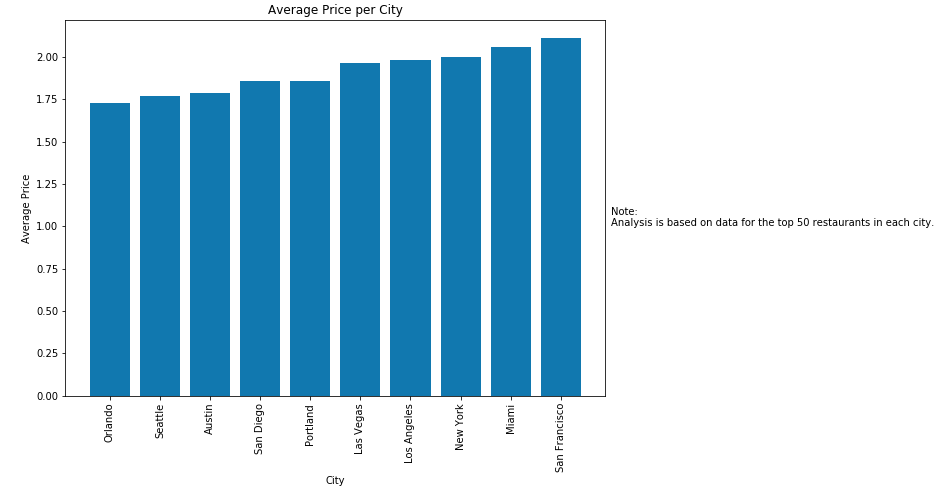 Average Price per City
Average Price
2.00
1.75
1.50
1.25
1.00
0.75
0.50
0.25
0.00
Orlando
Seattle
Austin
San Diego
Portland
Las Vegas
Los Angeles
New York
Miami
San Francisco
City
Note:
Analysis is based on data for the top 50 restaurants in each city.